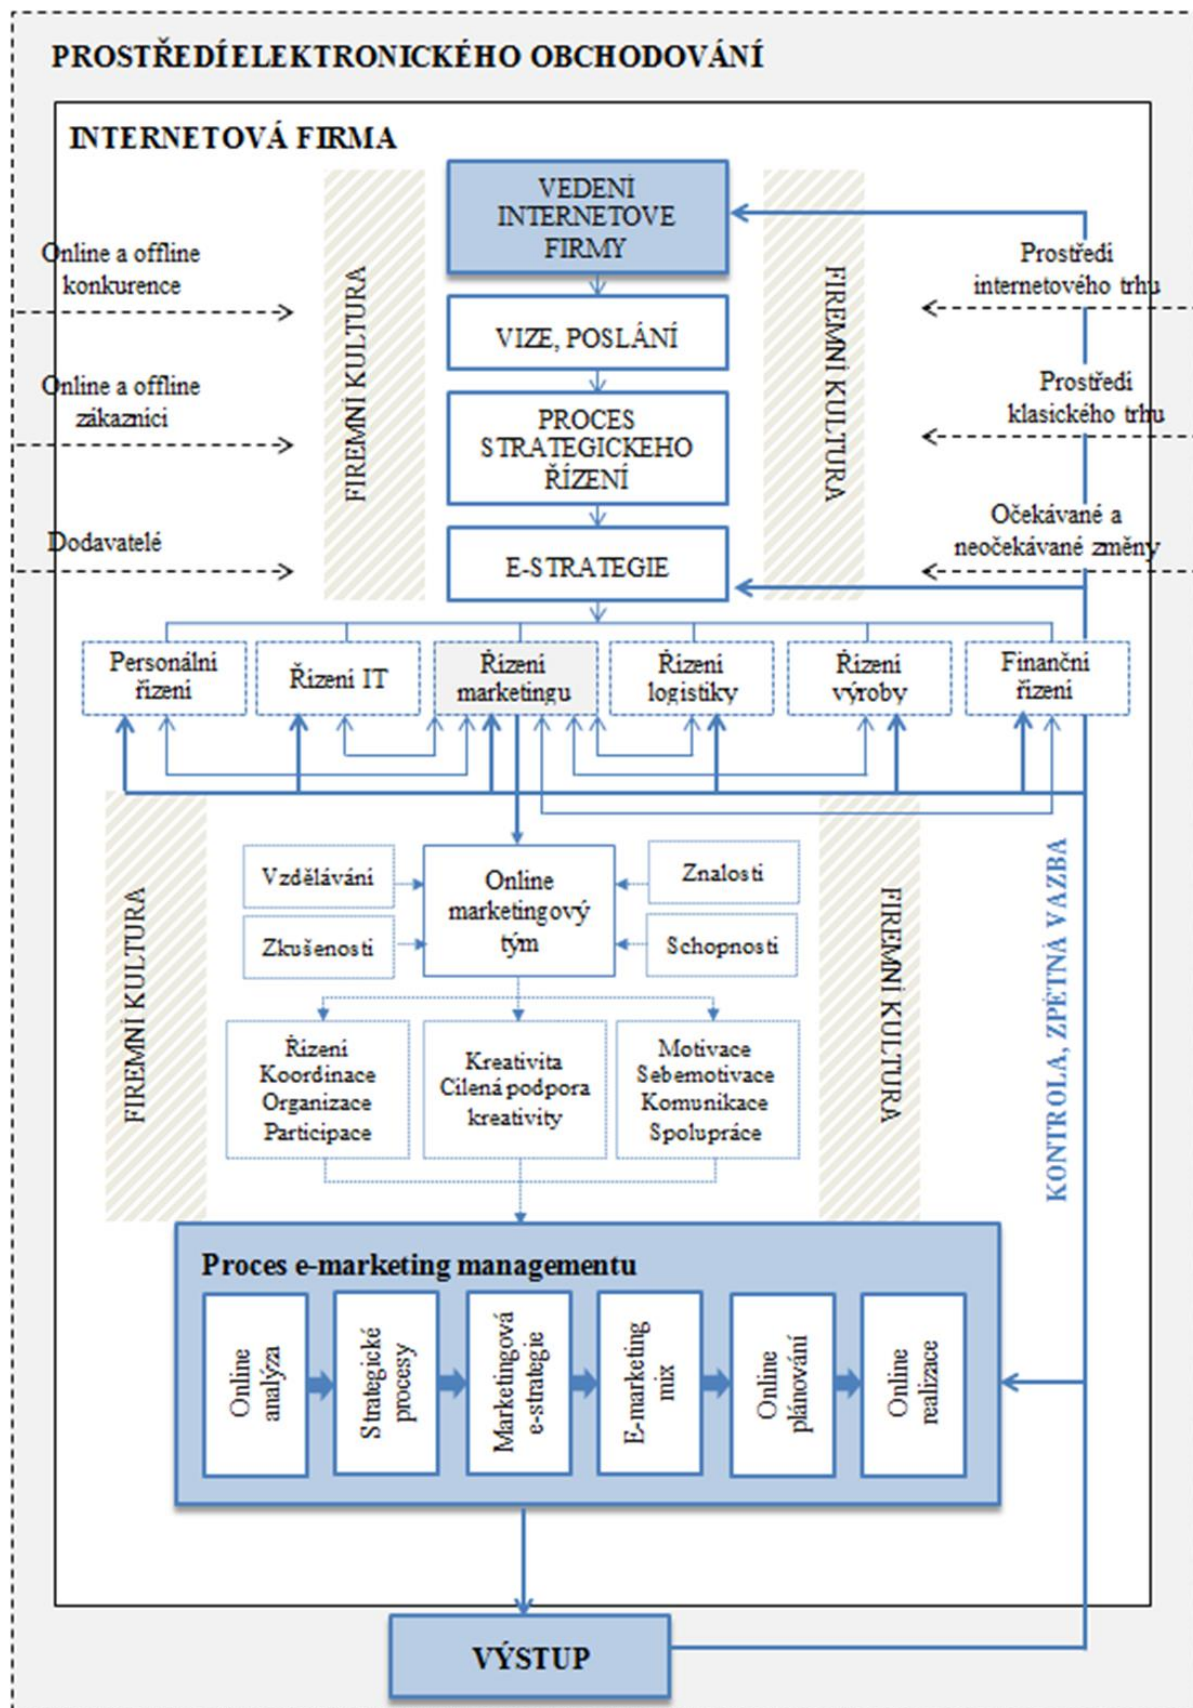 PROSTŘEDÍ ELEKTRONICKÉHO OBCHODOVÁNÍ
INTERNETOVÁ FIRMA
VEDENÍ
INTERNETOVE
FIRMY
Online a offline
konkurence
Online a offline
zákazníci
Dodavatelé
FIREMNÍ KULTURA
VIZE, POSLÁNÍ
PROCES
STRATEGICKEHO
ŘÍZENÍ
E-STRATEGIE
FIREMNÍ KULTURA
Prostředí
internetového trhu
Prostředí
klasického trhu
Očekávané a
neočekávané změny
Personální
řízení
Řízení IT
Řízení
marketingu
Řízení
logistiky
Řízení
výroby
Finanční
řízení
FIREMNÍ KULTURA
Vzdělávání
Zkušenosti
Online
marketingový
tým
Znalosti
Schopnosti
FIREMNÍ KULTURA
KONTROLA, ZPĚTNÁ VAZBA
Řízení
Koordinace
Organizace
Participace
Kreativita
Cílená podpora
kreativity
Motivace
Sebemotivace
Komunikace
Spolupráce
Proces e-marketing managementu
Online
analýza
Strategické
procesy
Marketingová
e-strategie
E-marketing
mix
Online
plánování
Online
realizace
VÝSTUP